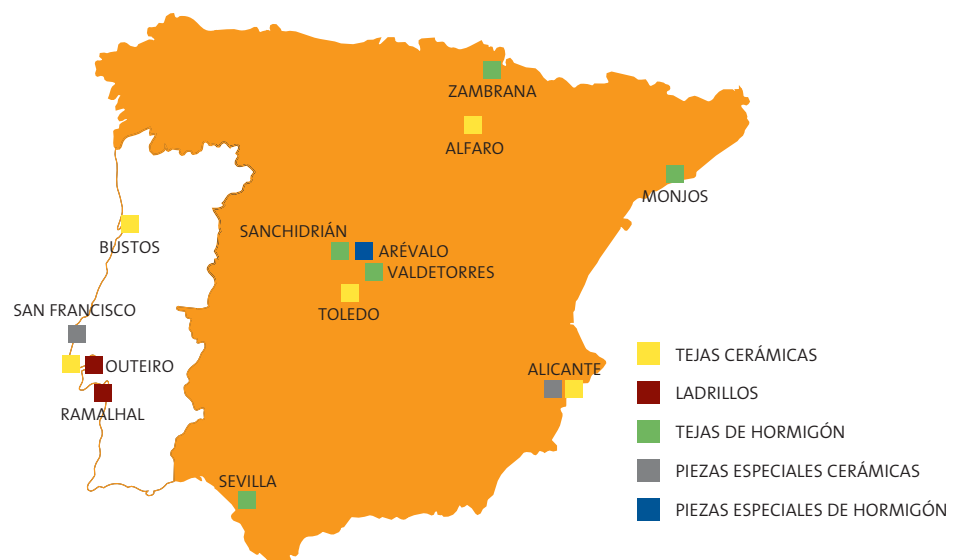 ZAMBRANA
ALFARO
MONJOS
BUSTOS
SANCHIDRIÁN
ARÉVALO
VALDETORRES
TOLEDO
SAN FRANCISCO
OUTEIRO
RAMALHAL
ALICANTE
SEVILLA
TEJAS CERÁMICAS
LADRILLOS
TEJAS DE HORMIGÓN
PIEZAS ESPECIALES CERÁMICAS
PIEZAS ESPECIALES DE HORMIGÓN